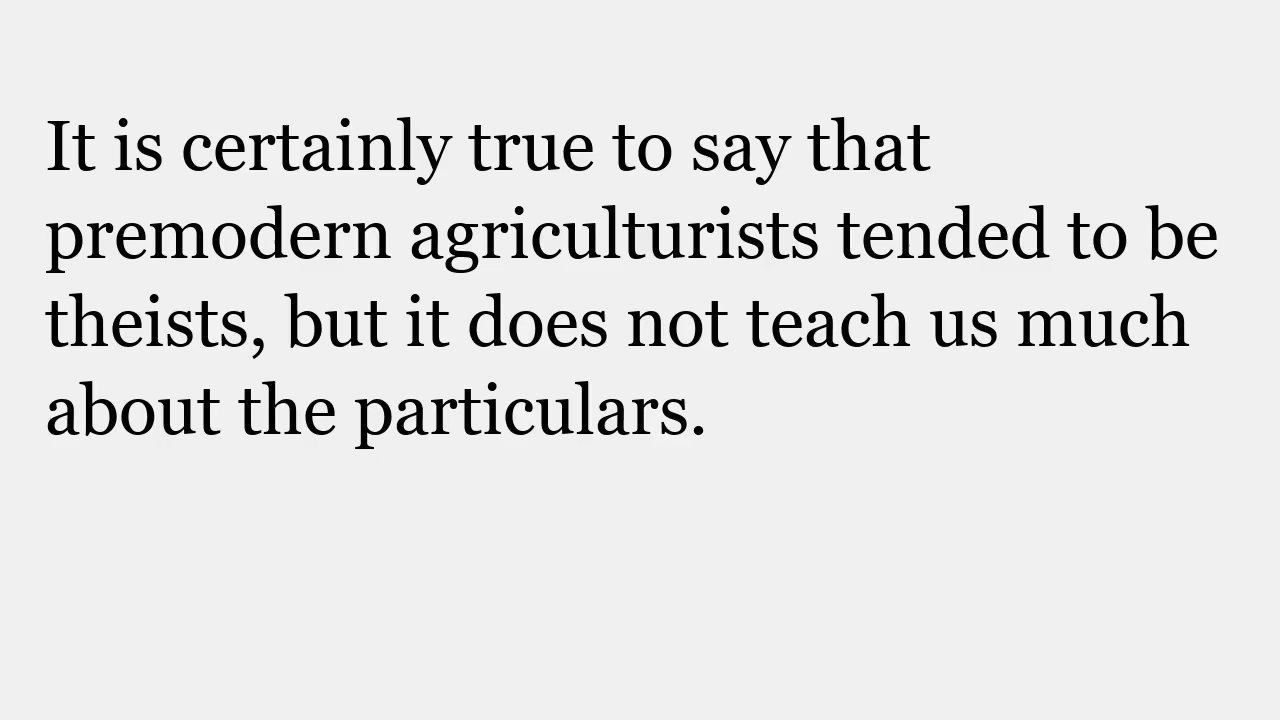 It is certainly true to say that
premodern agriculturists tended to be
theists, but it does not teach us much
about the particulars.